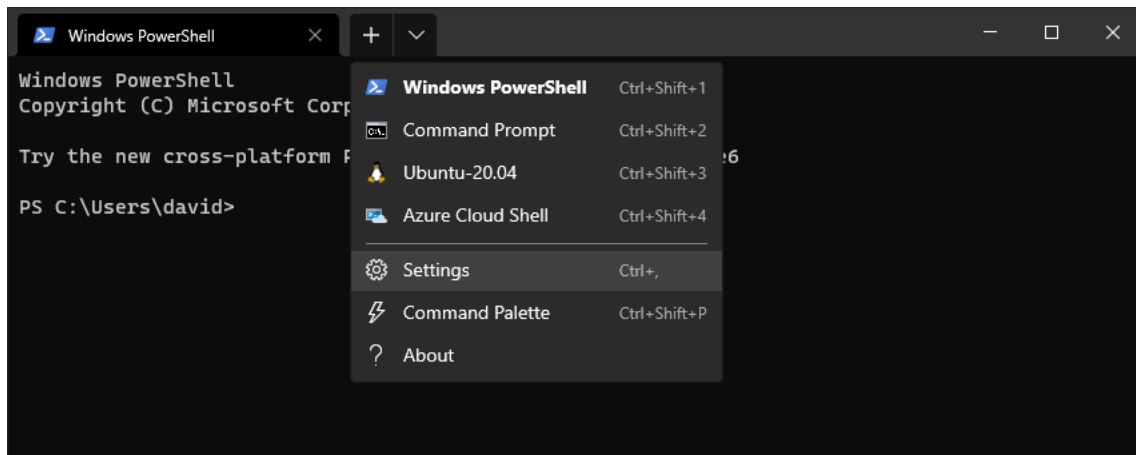 Windows PowerShell
Windows PowerShell
Copyright (C) Microsoft Corp
Try the new cross-platform P
e6
PS C:\Users\david>
Windows PowerShell Ctrl+Shift+1
Command Prompt Ctrl+Shift+2
Ubuntu-20.04 Ctrl+Shift+3
Azure Cloud Shell Ctrl+Shift+4
Settings Ctrl+,
Command Palette Ctrl+Shift+P
About